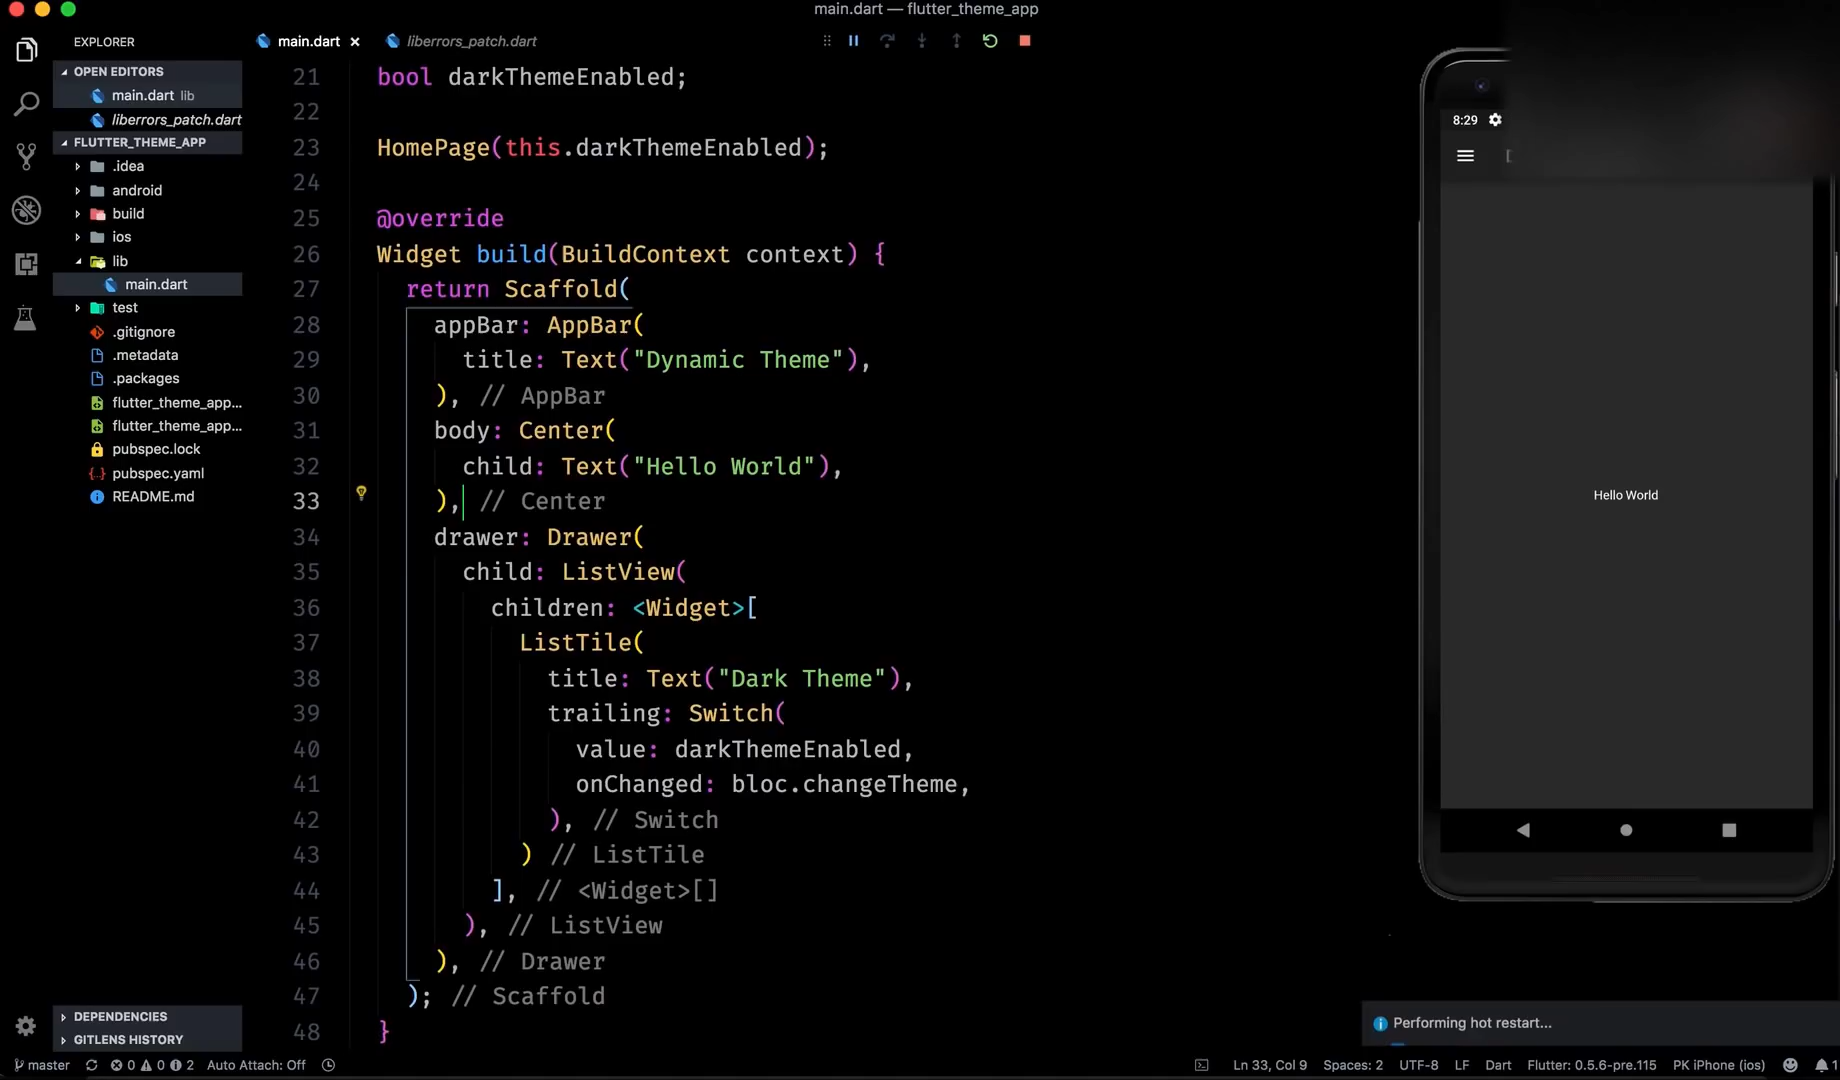 main.dart — flutter_theme_app
EXPLORER
OPEN EDITORS
main.dart lib
liberrors_patch.dart
FLUTTER_THEME_APP
.idea
android
build
ios
lib
main.dart
test
.gitignore
.metadata
.packages
flutter_theme_app...
flutter_theme_app...
pubspec.lock
pubspec.yaml
README.md
DEPENDENCIES
GITLENS HISTORY
main.dart
liberrors_patch.dart
21 bool darkThemeEnabled;
22
23 HomePage(this.darkThemeEnabled);
24
25 @override
26 Widget build(BuildContext context) {
27 return Scaffold(
28 appBar: AppBar(
29 title: Text("Dynamic Theme"),
30 ), // AppBar
31 body: Center(
32 child: Text("Hello World"),
33 ), // Center
34 drawer: Drawer(
35 child: ListView(
36 children: <Widget>[
37 ListTile(
38 title: Text("Dark Theme"),
39 trailing: Switch(
40 value: darkThemeEnabled,
41 onChanged: bloc.changeTheme,
42 ), // Switch
43 ) // ListTile
44 ], // <Widget>[]
45 ), // ListView
46 ), // Drawer
47 ); // Scaffold
48 }
8:29
Hello World
Performing hot restart...
master 0 0 2 Auto Attach: Off
Ln 33, Col 9 Spaces: 2 UTF-8 LF Dart Flutter: 0.5.6-pre.115 PK iPhone (ios) 1